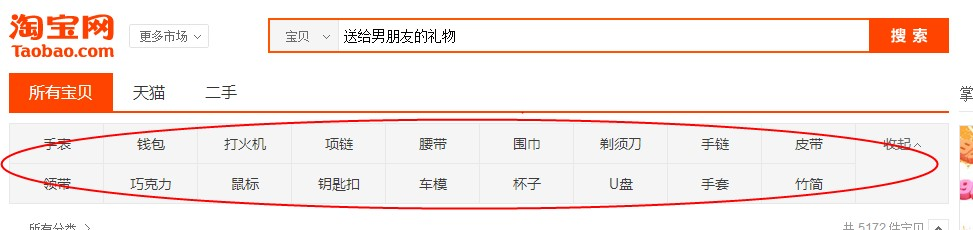 淘宝网
Taobao.com
更多市场
宝贝
送给男朋友的礼物
搜索
所有宝贝 天猫 二手
手表 钱包 打火机 项链 腰带 围巾 剃须刀 手链 皮带 收起
领带 巧克力 鼠标 钥匙扣 车模 杯子 U盘 手套 竹简
所有分类
共 5172 件宝贝